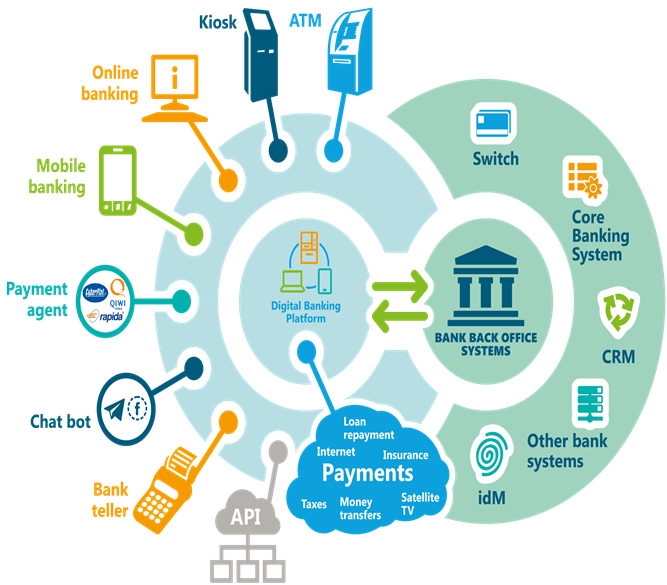 Kiosk
ATM
Online
banking
Mobile
banking
Payment
agent
CyberPlat
QIWI
rapida
Chat bot
Bank
teller
API
Digital Banking
Platform
Loan
repayment
Internet
Insurance
Payments
Taxes
Money
transfers
Satellite
TV
BANK BACK OFFICE
SYSTEMS
Switch
Core
Banking
System
CRM
Other bank
systems
idM